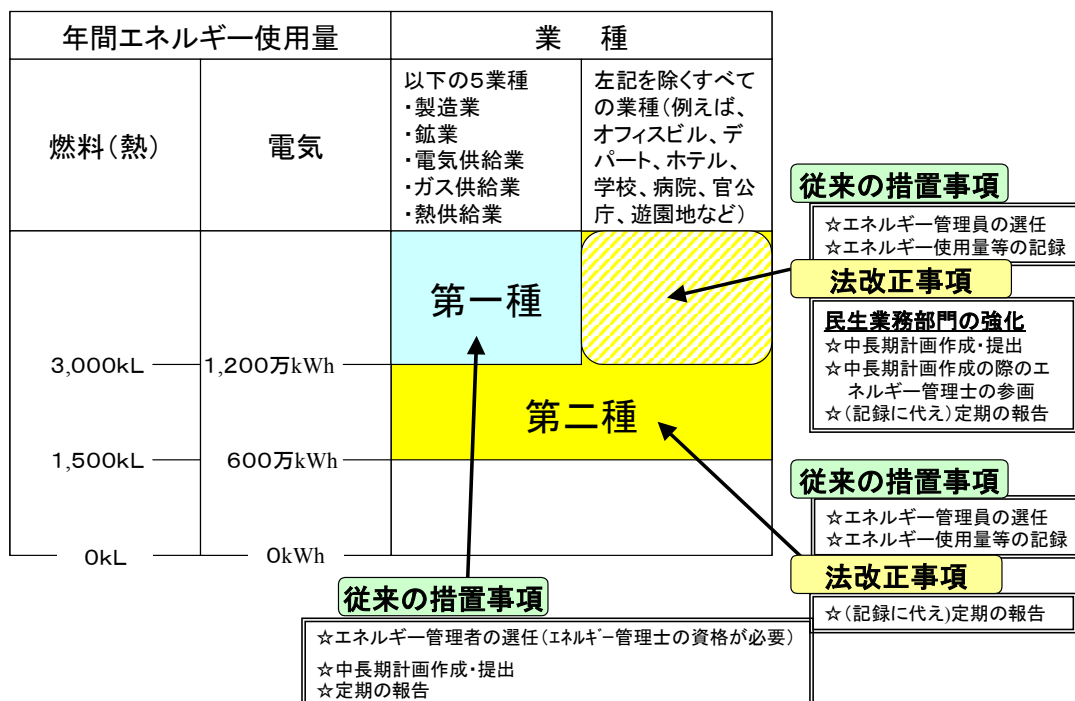 年間エネルギー使用量
業　種
燃料（熱）
電気
以下の５業種
・製造業
・鉱業
・電気供給業
・ガス供給業
・熱供給業
左記を除くすべて
の業種（例えば、
オフィスビル、デ
パート、ホテル、
学校、病院、官公
庁、遊園地など）
第一種
3,000kL
1,200万kWh
第二種
1,500kL
600万kWh
0kL
0kWh
従来の措置事項
☆エネルギー管理員の選任
☆エネルギー使用量等の記録
法改正事項
民生業務部門の強化
☆中長期計画作成・提出
☆中長期計画作成の際のエ
ネルギー管理士の参画
☆（記録に代え）定期の報告
従来の措置事項
☆エネルギー管理員の選任
☆エネルギー使用量等の記録
法改正事項
☆（記録に代え）定期の報告
従来の措置事項
☆エネルギー管理者の選任（エネルギー管理士の資格が必要）
☆中長期計画作成・提出
☆定期の報告